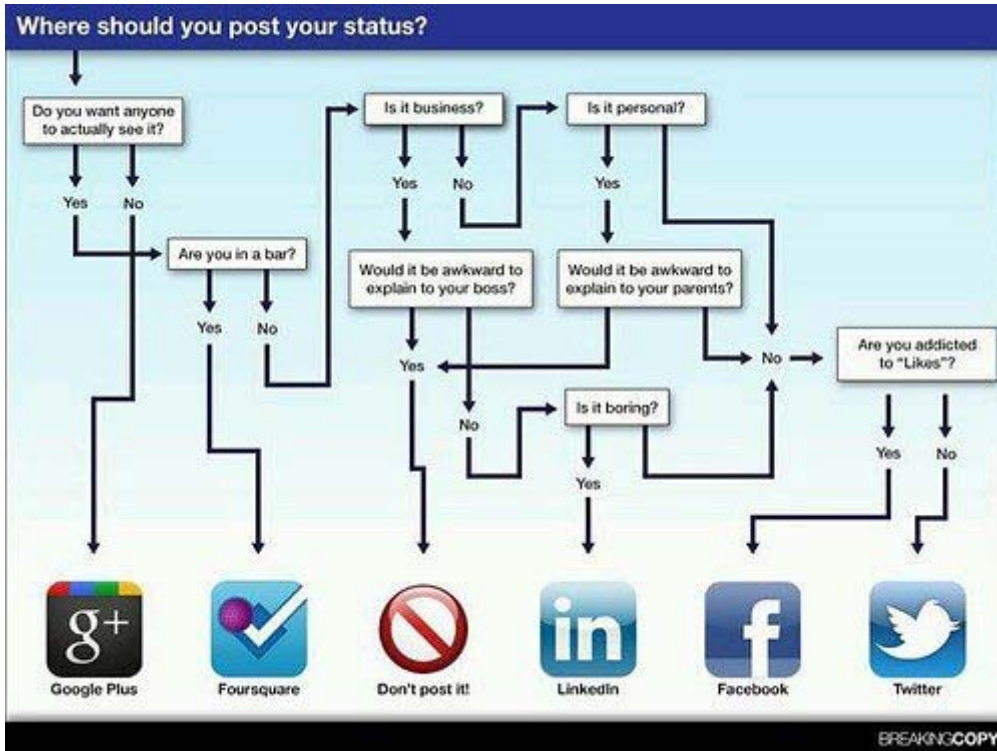 Where should you post your status?
Do you want anyone
to actually see it?
Is it business?
Is it personal?
Yes
No
Yes
No
Yes
Are you in a bar?
Would it be awkward to
explain to your boss?
Would it be awkward to
explain to your parents?
Yes
No
Yes
No
Are you addicted
to "Likes"?
Is it boring?
No
Yes
Yes
No
g+
in
f
Google Plus
Foursquare
Don't post it!
LinkedIn
Facebook
Twitter
BREAKINGCOPY